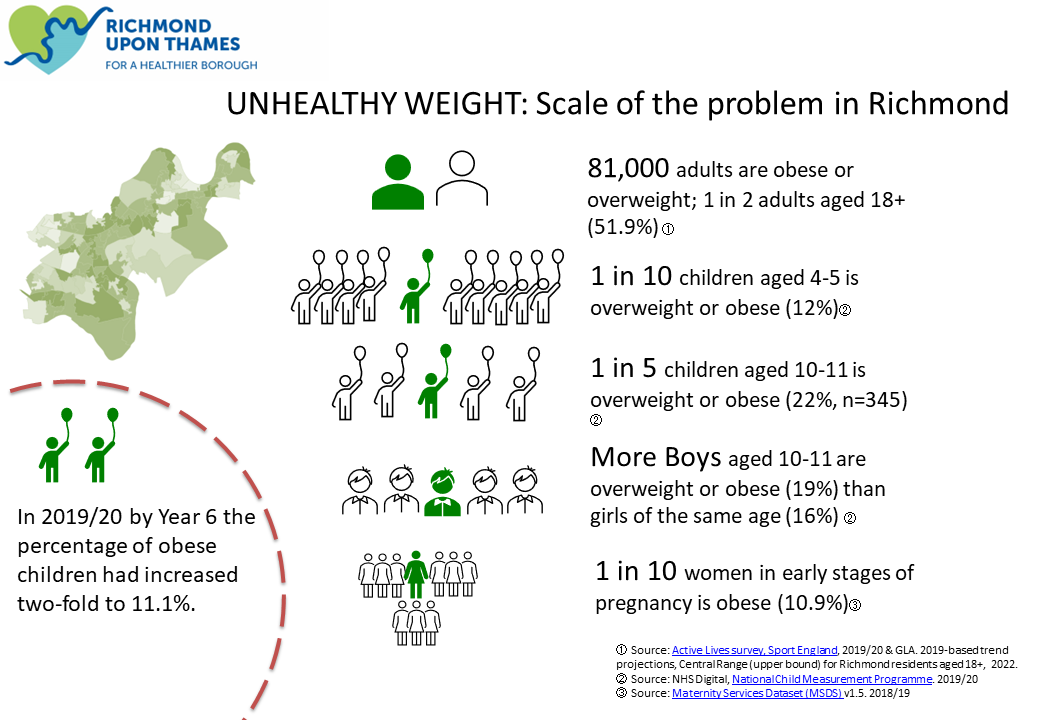 RICHMOND
UPON THAMES
FOR A HEALTHIER BOROUGH
UNHEALTHY WEIGHT: Scale of the problem in Richmond
81,000 adults are obese or
overweight; 1 in 2 adults aged 18+
(51.9%) ①
1 in 10 children aged 4-5 is
overweight or obese (12%)②
1 in 5 children aged 10-11 is
overweight or obese (22%, n=345)
②
More Boys aged 10-11 are
overweight or obese (19%) than
girls of the same age (16%) ②
1 in 10 women in early stages of
pregnancy is obese (10.9%)③
In 2019/20 by Year 6 the
percentage of obese
children had increased
two-fold to 11.1%.
① Source: Active Lives survey, Sport England, 2019/20 & GLA. 2019-based trend
projections, Central Range (upper bound) for Richmond residents aged 18+, 2022.
② Source: NHS Digital, National Child Measurement Programme. 2019/20
③ Source: Maternity Services Dataset (MSDS) v1.5. 2018/19